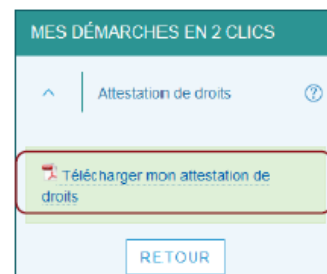 MES DÉMARCHES EN 2 CLICS
Attestation de droits
Télécharger mon attestation de
droits
RETOUR